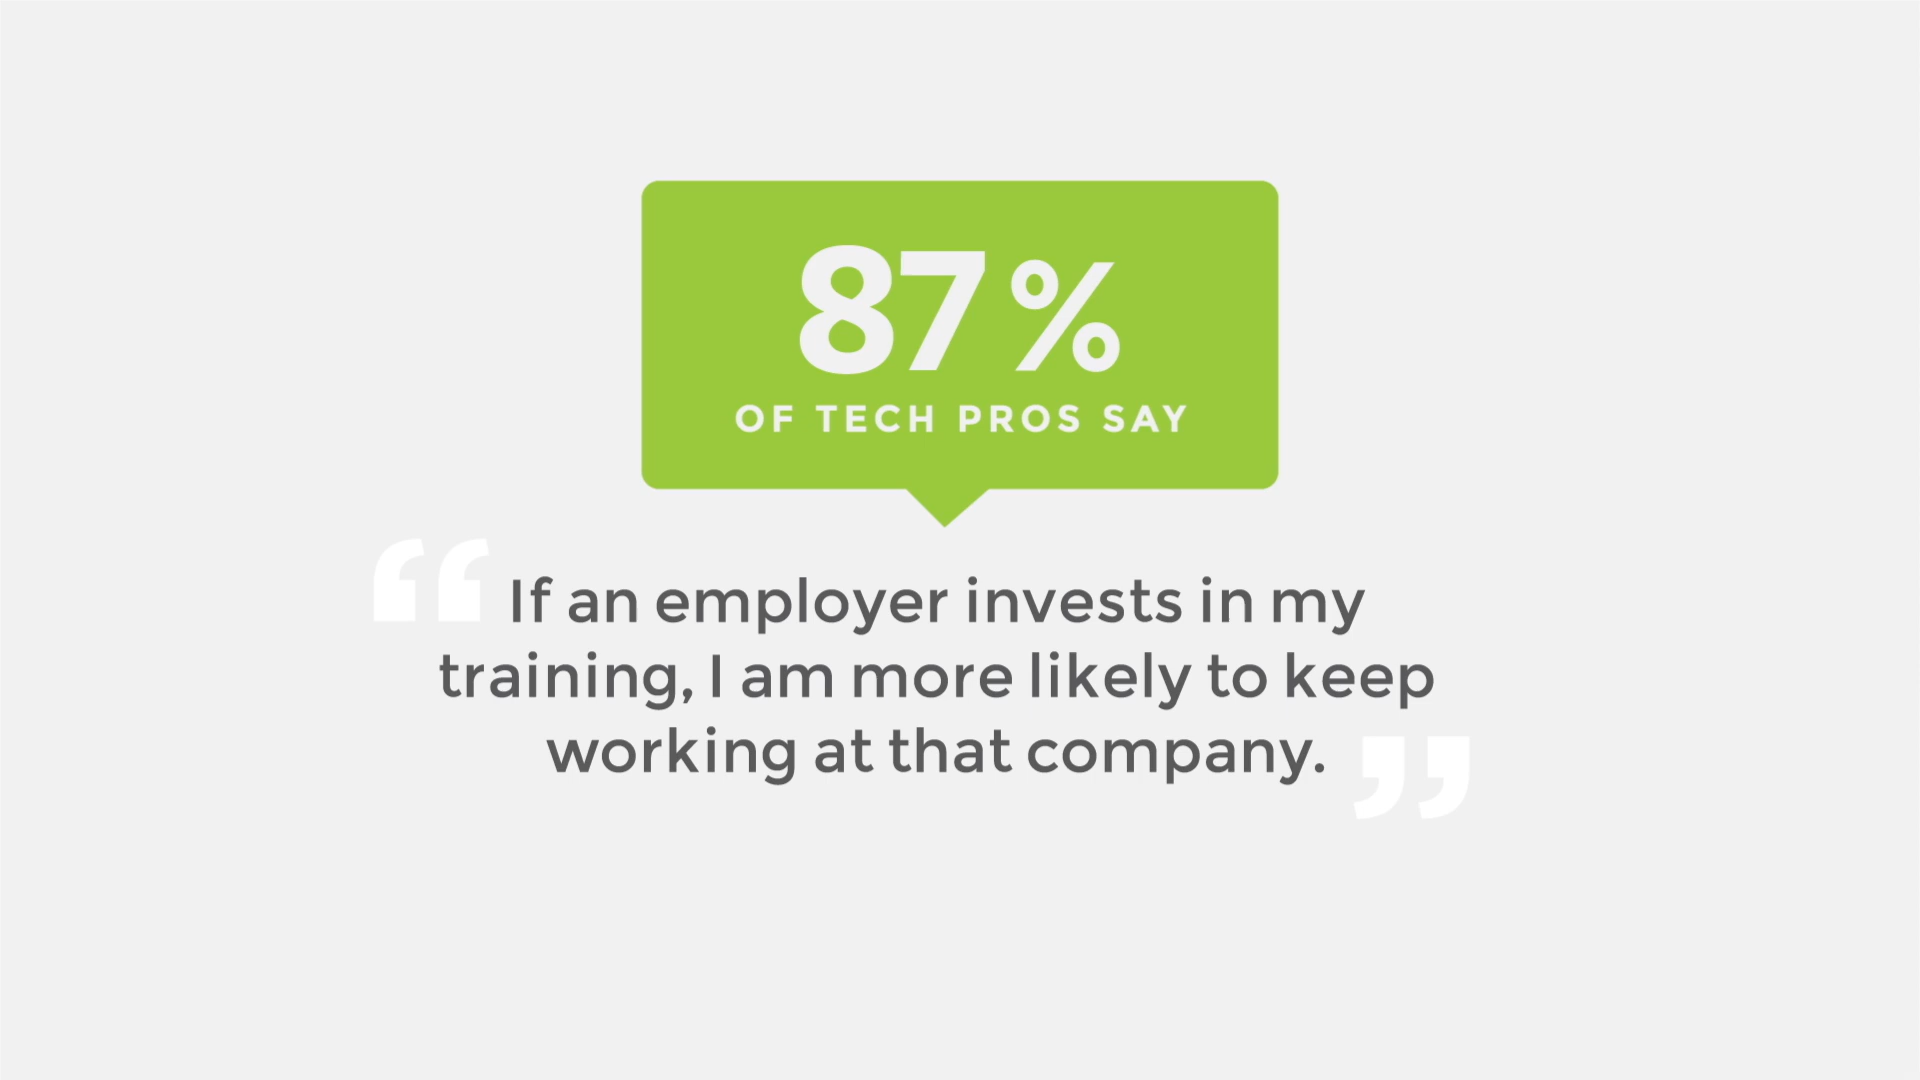 87%
OF TECH PROS SAY
“If an employer invests in my
training, I am more likely to keep
working at that company.”